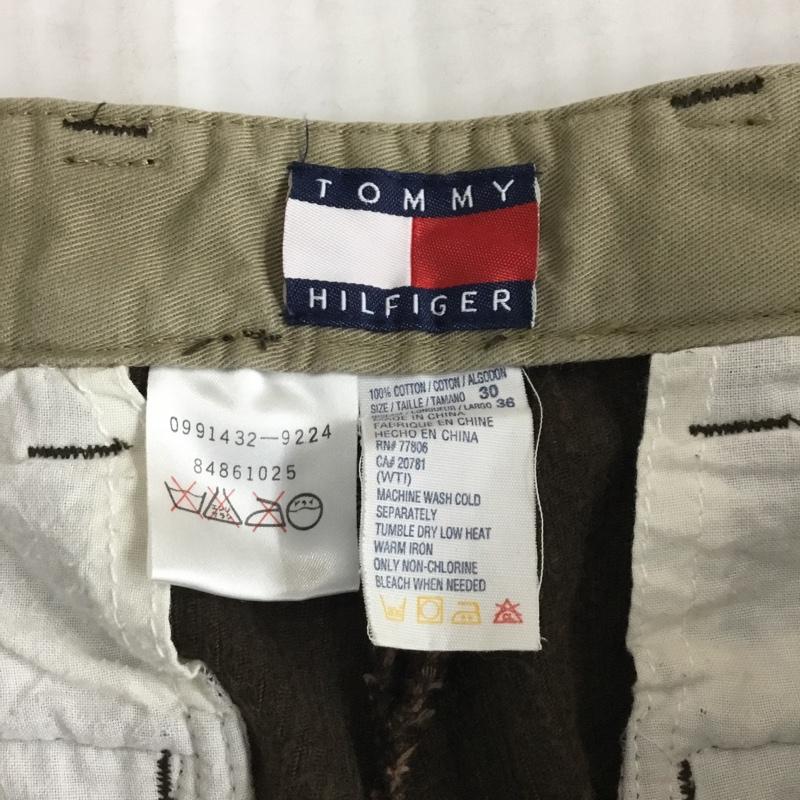 TOMMY
HILFIGER
0991432-9224
84861025
100% COTTON / COTON / ALGODON
SIZE / TAILLE / TAMANO 30
36
MADE IN CHINA
FABRIQUE EN CHINE
HECHO EN CHINA
RN# 77806
CA# 20781
(WTI)
MACHINE WASH COLD
SEPARATELY
TUMBLE DRY LOW HEAT
WARM IRON
ONLY NON-CHLORINE
BLEACH WHEN NEEDED